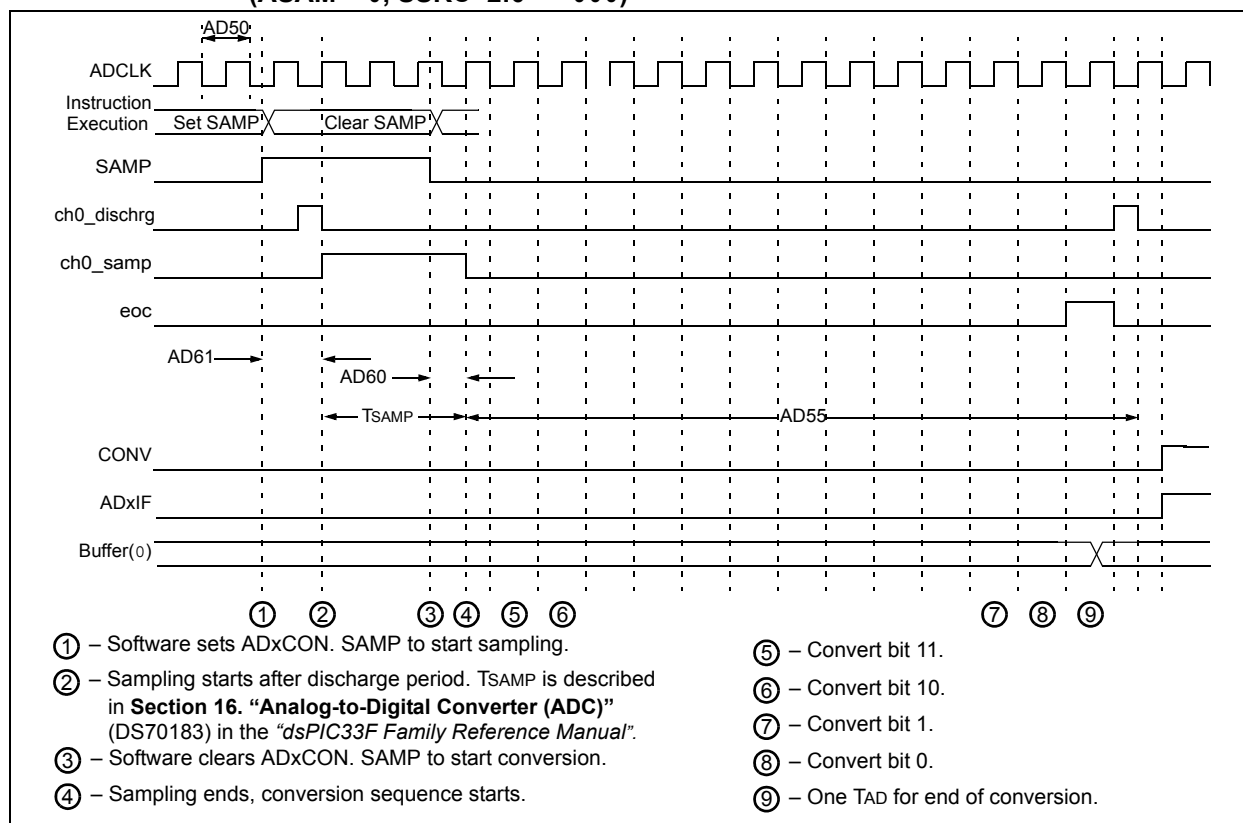 AD50
ADCLK
Instruction
Execution
Set SAMP
Clear SAMP
SAMP
ch0_dischrg
ch0_samp
eoc
AD61
AD60
TSAMP
AD55
CONV
ADxIF
Buffer(0)
1 2 3 4 5 6 7 8 9
1 – Software sets ADxCON. SAMP to start sampling.
2 – Sampling starts after discharge period. TSAMP is described
in Section 16. “Analog-to-Digital Converter (ADC)”
(DS70183) in the “dsPIC33F Family Reference Manual”.
3 – Software clears ADxCON. SAMP to start conversion.
4 – Sampling ends, conversion sequence starts.
5 – Convert bit 11.
6 – Convert bit 10.
7 – Convert bit 1.
8 – Convert bit 0.
9 – One TAD for end of conversion.